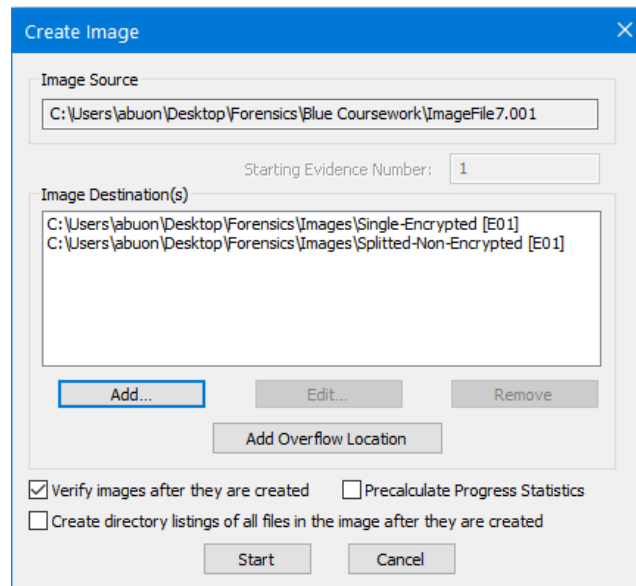 Create Image
Image Source
C:\Users\abuon\Desktop\Forensics\Blue Coursework\ImageFile7.001
Starting Evidence Number: 1
Image Destination(s)
C:\Users\abuon\Desktop\Forensics\Images\Single-Encrypted [E01]
C:\Users\abuon\Desktop\Forensics\Images\Splitted-Non-Encrypted [E01]
Add... Edit... Remove
Add Overflow Location
Verify images after they are created Precalculate Progress Statistics
Create directory listings of all files in the image after they are created
Start Cancel